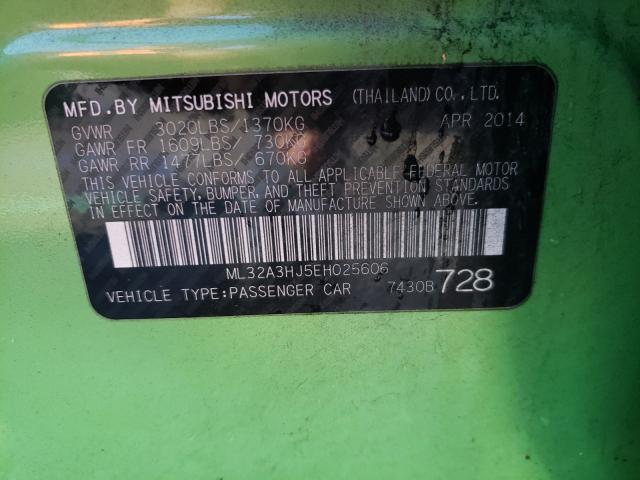 MFD.BY MITSUBISHI MOTORS (THAILAND)CO.,LTD.
GVWR 3020LBS/1370KG APR 2014
GAWR FR 1609LBS/ 730KG
GAWR RR 1477LBS/ 670KG
THIS VEHICLE CONFORMS TO ALL APPLICABLE FEDERAL MOTOR
VEHICLE SAFETY,BUMPER,AND THEFT PREVENTION STANDARDS
IN EFFECT ON THE DATE OF MANUFACTURE SHOWN ABOVE.
ML32A3HJ5EH025606
VEHICLE TYPE:PASSENGER CAR 7430B 728